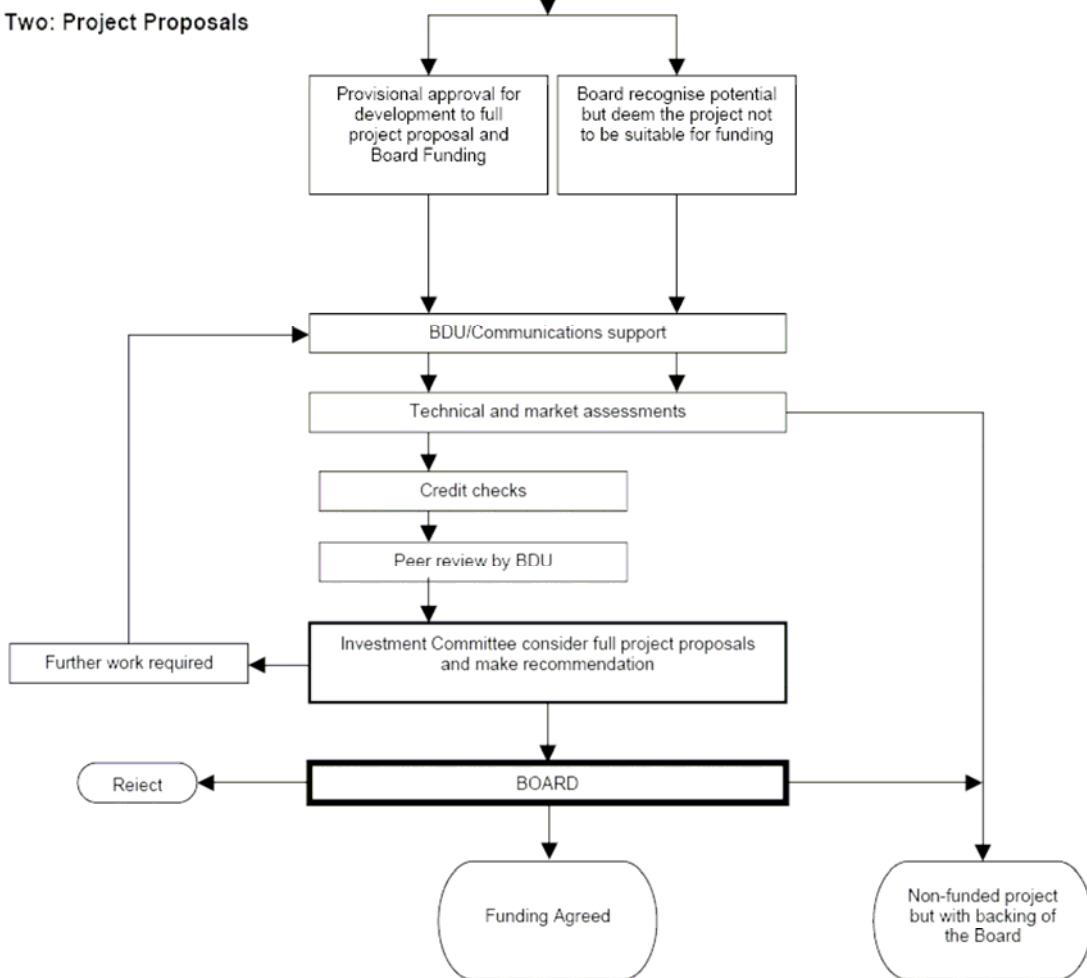 Two: Project Proposals
Provisional approval for
development to full
project proposal and
Board Funding
Board recognise potential
but deem the project not
to be suitable for funding
BDU/Communications support
Technical and market assessments
Credit checks
Peer review by BDU
Investment Committee consider full project proposals
and make recommendation
Further work required
Reject
BOARD
Funding Agreed
Non-funded project
but with backing of
the Board